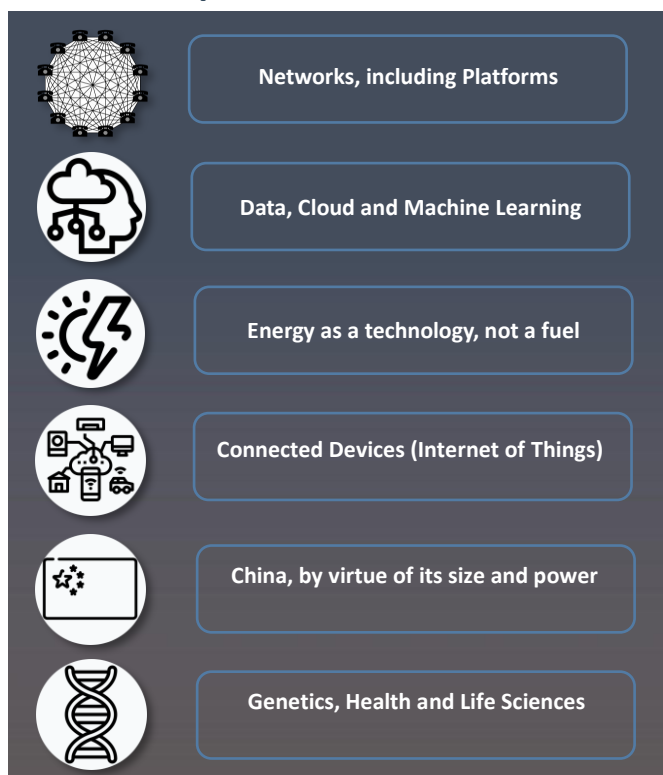 Networks, including Platforms
Data, Cloud and Machine Learning
Energy as a technology, not a fuel
Connected Devices (Internet of Things)
China, by virtue of its size and power
Genetics, Health and Life Sciences